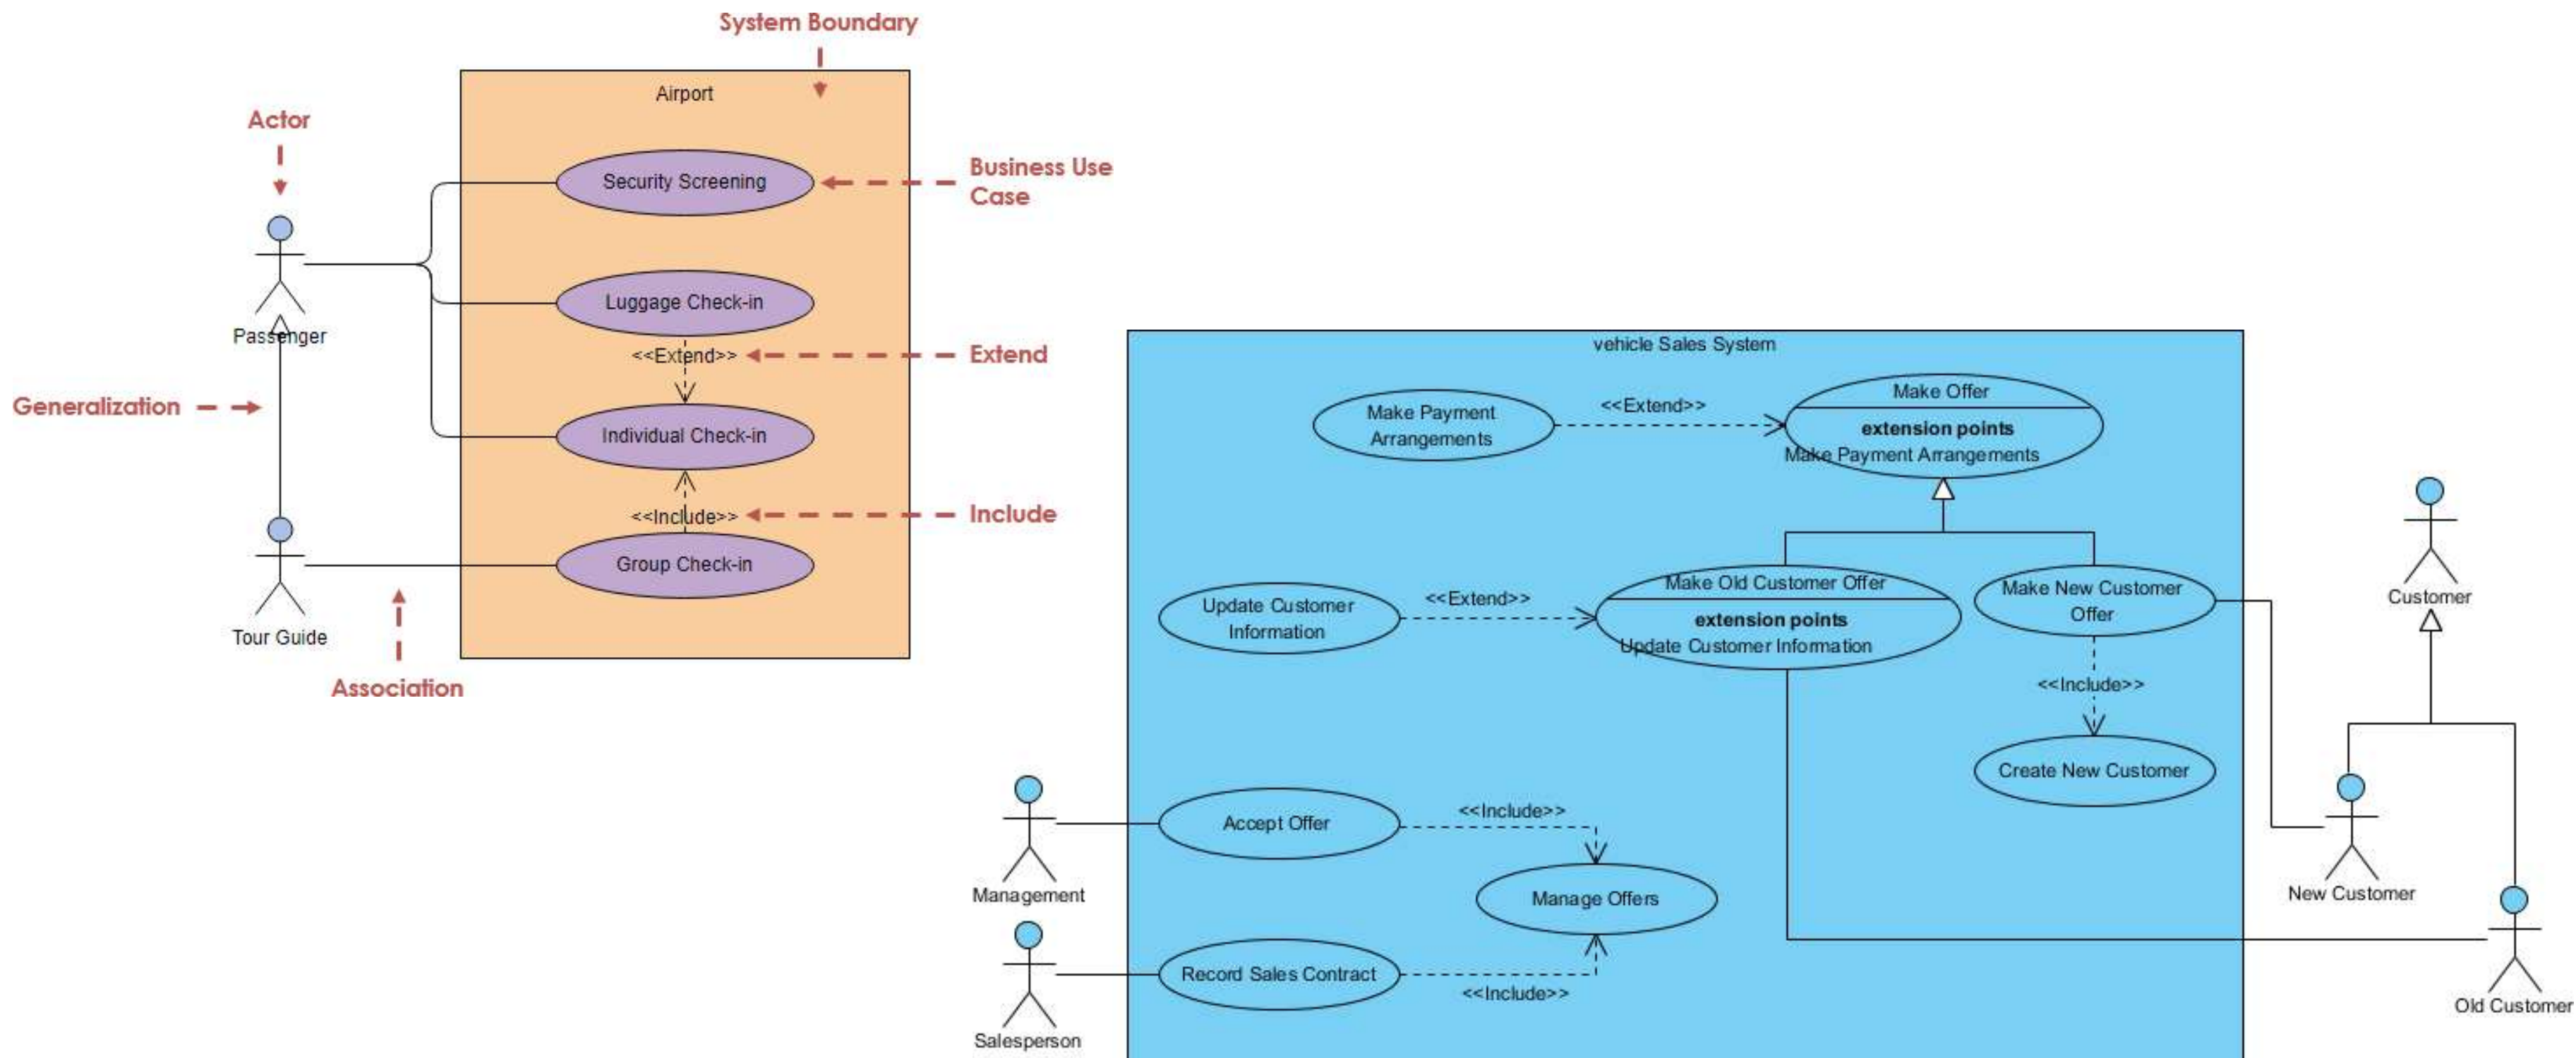 System Boundary
Airport
Actor
Security Screening
Business Use
Case
Luggage Check-in
Passenger
<<Extend>>
Extend
Generalization
Individual Check-in
<<Include>>
Include
Group Check-in
Tour Guide
Association
vehicle Sales System
Make Payment
Arrangements
<<Extend>>
Make Offer
extension points
Make Payment Arrangements
Update Customer
Information
<<Extend>>
Make Old Customer Offer
extension points
Update Customer Information
Make New Customer
Offer
Customer
<<Include>>
Create New Customer
Accept Offer
<<Include>>
Management
Manage Offers
New Customer
Record Sales Contract
<<Include>>
Salesperson
Old Customer